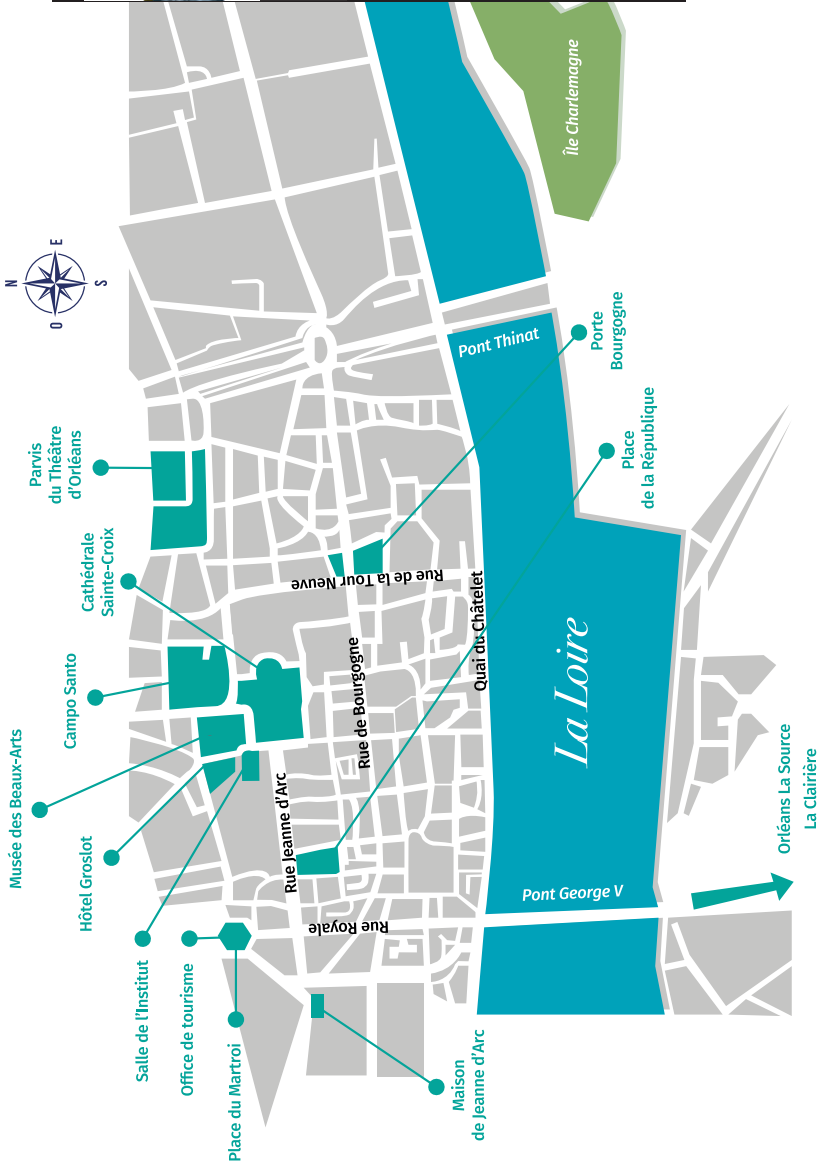 N
E
S
O
Île Charlemagne
Parvis
du Théâtre
d'Orléans
Cathédrale
Sainte-Croix
Campo Santo
Musée des Beaux-Arts
Hôtel Groslot
Salle de l'Institut
Office de tourisme
Place du Martroi
Maison
de Jeanne d'Arc
Rue Jeanne d'Arc
Rue Royale
Rue de Bourgogne
Rue de la Tour Neuve
Quai du Châtelet
Pont Thinat
Porte
Bourgogne
Place
de la République
La Loire
Pont George V
Orléans La Source
La Clairière